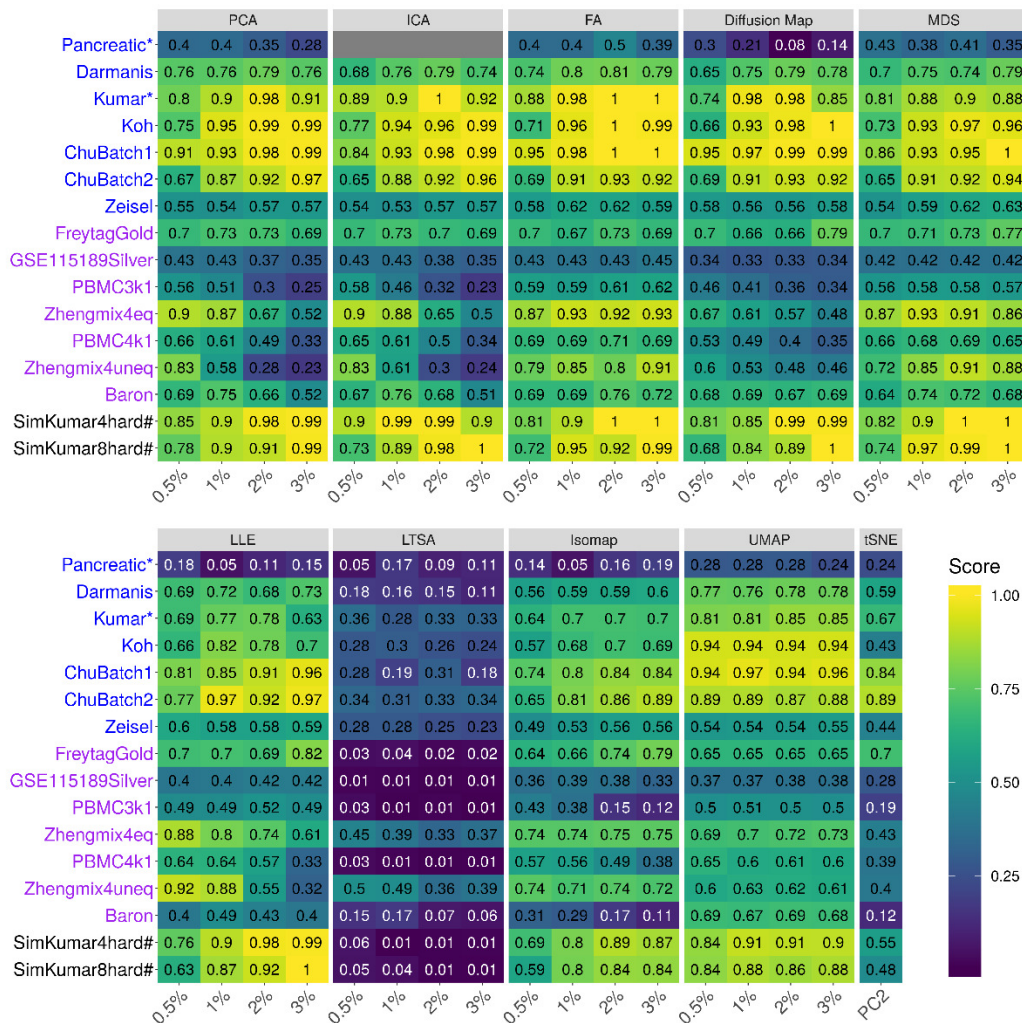 PCA ICA FA Diffusion Map MDS
Pancreatic* 0.4 0.4 0.35 0.28 0.4 0.4 0.5 0.39 0.3 0.21 0.08 0.14 0.43 0.38 0.41 0.35
Darmanis 0.76 0.76 0.79 0.76 0.68 0.76 0.79 0.74 0.74 0.8 0.81 0.79 0.65 0.75 0.79 0.78 0.7 0.75 0.74 0.79
Kumar* 0.8 0.9 0.98 0.91 0.89 0.9 1 0.92 0.88 0.98 1 1 0.74 0.98 0.98 0.85 0.81 0.88 0.9 0.88
Koh 0.75 0.95 0.99 0.99 0.77 0.94 0.96 0.99 0.71 0.96 1 0.99 0.66 0.93 0.98 1 0.73 0.93 0.97 0.96
ChuBatch1 0.91 0.93 0.98 0.99 0.84 0.93 0.98 0.99 0.95 0.98 1 1 0.95 0.97 0.99 0.99 0.86 0.93 0.95 1
ChuBatch2 0.67 0.87 0.92 0.97 0.65 0.88 0.92 0.96 0.69 0.91 0.93 0.92 0.69 0.91 0.93 0.92 0.65 0.91 0.92 0.94
Zeisel 0.55 0.54 0.57 0.57 0.54 0.53 0.57 0.57 0.58 0.62 0.62 0.59 0.58 0.56 0.56 0.58 0.54 0.59 0.62 0.63
FreytagGold 0.7 0.73 0.73 0.69 0.7 0.73 0.7 0.69 0.7 0.67 0.73 0.69 0.7 0.66 0.66 0.79 0.7 0.71 0.73 0.77
GSE115189Silver 0.43 0.43 0.37 0.35 0.43 0.43 0.38 0.35 0.43 0.43 0.43 0.45 0.34 0.33 0.33 0.34 0.42 0.42 0.42 0.42
PBMC3k1 0.56 0.51 0.3 0.25 0.58 0.46 0.32 0.23 0.59 0.59 0.61 0.62 0.46 0.41 0.36 0.34 0.56 0.58 0.58 0.57
Zhengmix4eq 0.9 0.87 0.67 0.52 0.9 0.88 0.65 0.5 0.87 0.93 0.92 0.93 0.67 0.61 0.57 0.48 0.87 0.93 0.91 0.86
PBMC4k1 0.66 0.61 0.49 0.33 0.65 0.61 0.5 0.34 0.69 0.69 0.71 0.69 0.53 0.49 0.4 0.35 0.66 0.68 0.69 0.65
Zhengmix4uneq 0.83 0.58 0.28 0.23 0.83 0.61 0.3 0.24 0.79 0.85 0.8 0.91 0.6 0.53 0.48 0.46 0.72 0.85 0.91 0.88
Baron 0.69 0.75 0.66 0.52 0.67 0.76 0.68 0.51 0.69 0.69 0.76 0.72 0.68 0.69 0.67 0.69 0.64 0.74 0.72 0.68
SimKumar4hard# 0.85 0.9 0.98 0.99 0.9 0.99 0.99 0.9 0.81 0.9 1 1 0.81 0.85 0.99 0.99 0.82 0.9 1 1
SimKumar8hard# 0.78 0.9 0.91 0.99 0.73 0.89 0.98 1 0.72 0.95 0.92 0.99 0.68 0.84 0.89 1 0.74 0.97 0.99 1
0.5% 1% 2% 3% 0.5% 1% 2% 3% 0.5% 1% 2% 3% 0.5% 1% 2% 3% 0.5% 1% 2% 3%
LLE LTSA Isomap UMAP tSNE
Pancreatic* 0.18 0.05 0.11 0.15 0.05 0.17 0.09 0.11 0.14 0.05 0.16 0.19 0.28 0.28 0.28 0.24 0.24
Darmanis 0.69 0.72 0.68 0.73 0.18 0.16 0.15 0.11 0.56 0.59 0.59 0.6 0.77 0.76 0.78 0.78 0.59
Kumar* 0.69 0.77 0.78 0.63 0.36 0.28 0.33 0.33 0.64 0.7 0.7 0.7 0.81 0.81 0.85 0.85 0.67
Koh 0.66 0.82 0.78 0.7 0.28 0.3 0.26 0.24 0.57 0.68 0.7 0.69 0.94 0.94 0.94 0.94 0.43
ChuBatch1 0.81 0.85 0.91 0.96 0.28 0.19 0.31 0.18 0.74 0.8 0.84 0.84 0.94 0.97 0.94 0.96 0.84
ChuBatch2 0.77 0.97 0.92 0.97 0.34 0.31 0.33 0.34 0.65 0.81 0.86 0.89 0.89 0.89 0.87 0.88 0.89
Zeisel 0.6 0.58 0.58 0.59 0.28 0.28 0.25 0.23 0.49 0.53 0.56 0.56 0.54 0.54 0.54 0.55 0.44
FreytagGold 0.7 0.7 0.69 0.82 0.03 0.04 0.02 0.02 0.64 0.66 0.74 0.79 0.65 0.65 0.65 0.65 0.7
GSE115189Silver 0.4 0.4 0.42 0.42 0.01 0.01 0.01 0.01 0.36 0.39 0.38 0.33 0.37 0.37 0.38 0.38 0.28
PBMC3k1 0.49 0.49 0.52 0.49 0.03 0.01 0.01 0.01 0.43 0.38 0.15 0.12 0.5 0.51 0.5 0.5 0.19
Zhengmix4eq 0.88 0.8 0.74 0.61 0.45 0.39 0.33 0.37 0.74 0.74 0.75 0.75 0.69 0.7 0.72 0.73 0.43
PBMC4k1 0.64 0.64 0.57 0.33 0.03 0.01 0.01 0.01 0.57 0.56 0.49 0.38 0.65 0.6 0.61 0.6 0.39
Zhengmix4uneq 0.92 0.88 0.55 0.32 0.5 0.49 0.36 0.39 0.74 0.71 0.74 0.72 0.6 0.63 0.62 0.61 0.4
Baron 0.4 0.49 0.43 0.4 0.15 0.17 0.07 0.06 0.31 0.29 0.17 0.11 0.69 0.67 0.69 0.68 0.12
SimKumar4hard# 0.76 0.9 0.98 0.99 0.06 0.01 0.01 0.01 0.69 0.8 0.89 0.87 0.84 0.91 0.91 0.9 0.55
SimKumar8hard# 0.63 0.87 0.92 1 0.05 0.04 0.01 0.01 0.59 0.8 0.84 0.84 0.84 0.88 0.86 0.88 0.48
0.5% 1% 2% 3% 0.5% 1% 2% 3% 0.5% 1% 2% 3% 0.5% 1% 2% 3% PC2
Score
1.00
0.75
0.50
0.25